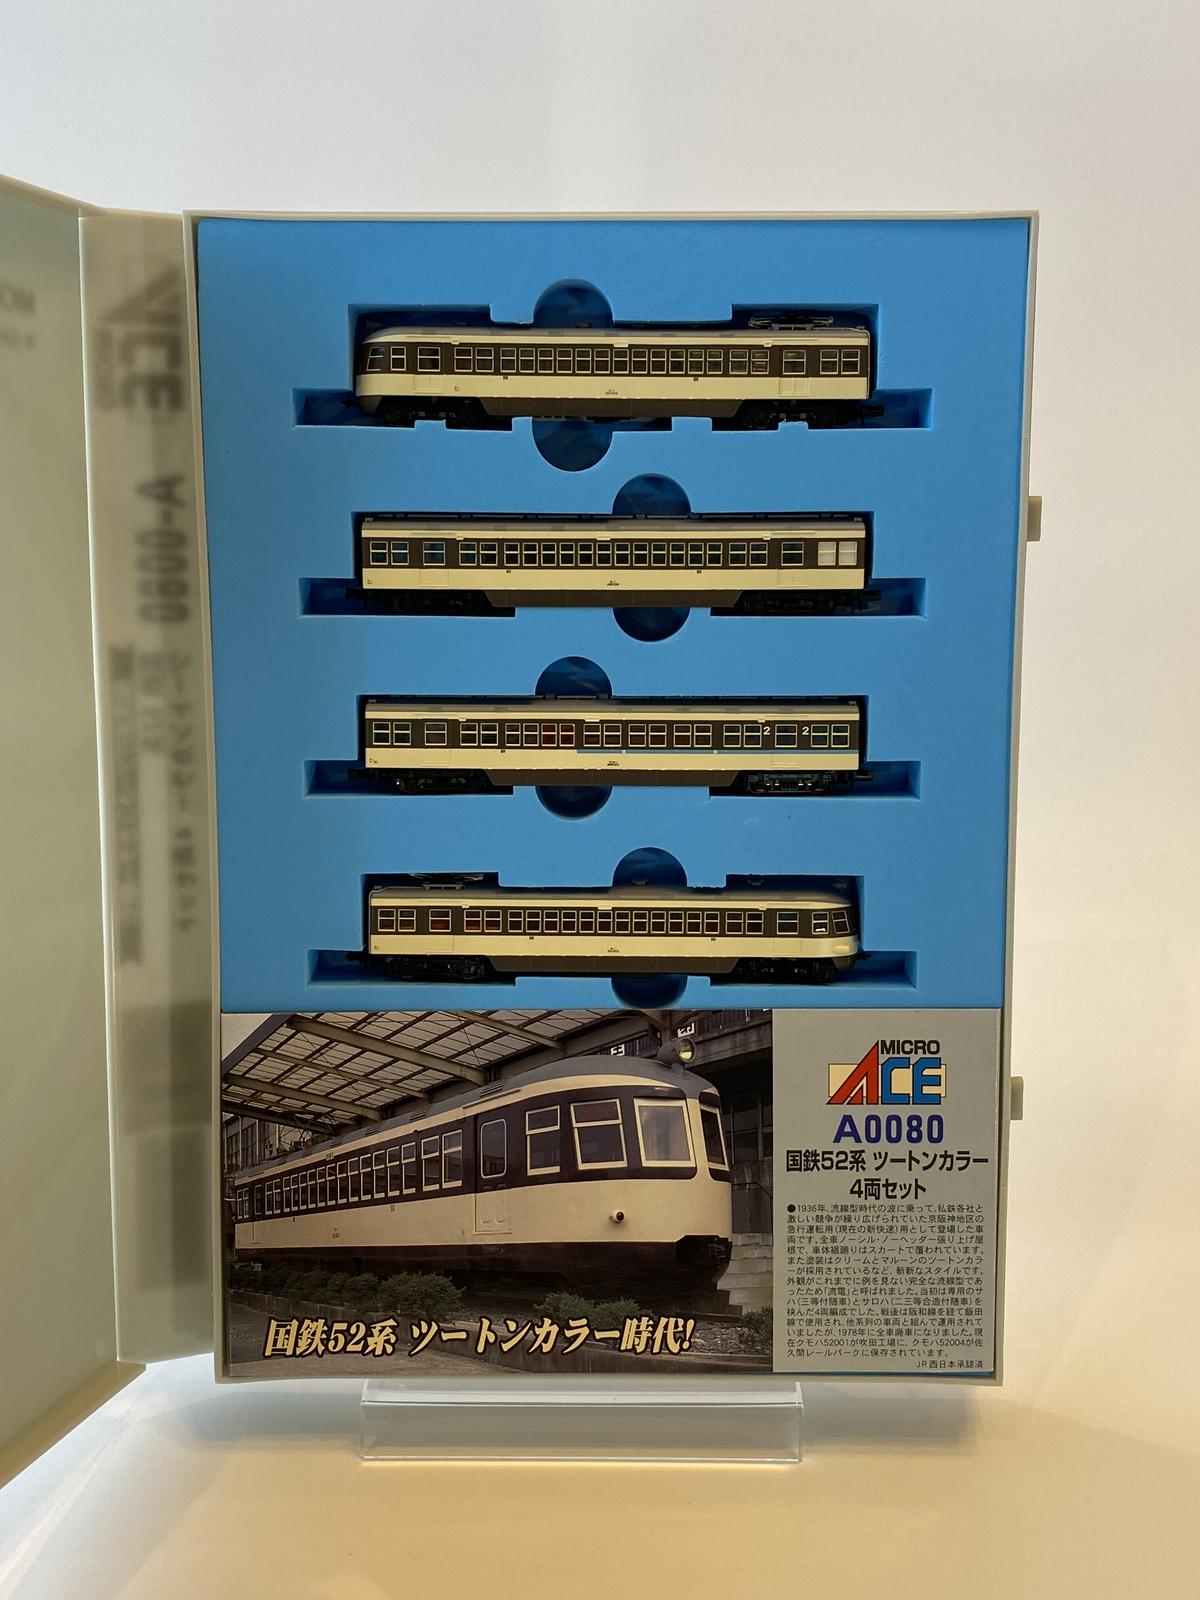 2 2
国鉄52系 ツートンカラー時代!
MICRO
ACE
A0080
国鉄52系 ツートンカラー
4両セット
●1936年、流線型時代の波に乗って、私鉄各社と
激しい競争が繰り広げられていた京阪神地区の
急行運転用(現在の新快速)用として登場した車
両です。全車ノーシル・ノーヘッダー張り上げ屋
根で、車体裾廻りはスカートで覆われています。
また塗装はクリームとマルーンのツートンカラ
ーが採用されているなど、斬新なスタイルです。
外観がこれまでに例を見ない完全な流線型であ
ったため「流電」と呼ばれました。当初は専用のサ
ハ(三等付随車)とサロハ(二三等合造付随車)を
挟んだ4両編成でした。戦後は阪和線を経て飯田
線で使用され、他系列の車両と組んで運用されて
いましたが、1978年に全車廃車になりました。現
在クモハ52001が吹田工場に、クモハ52004が佐
久間レールパークに保存されています。
JR西日本承認済